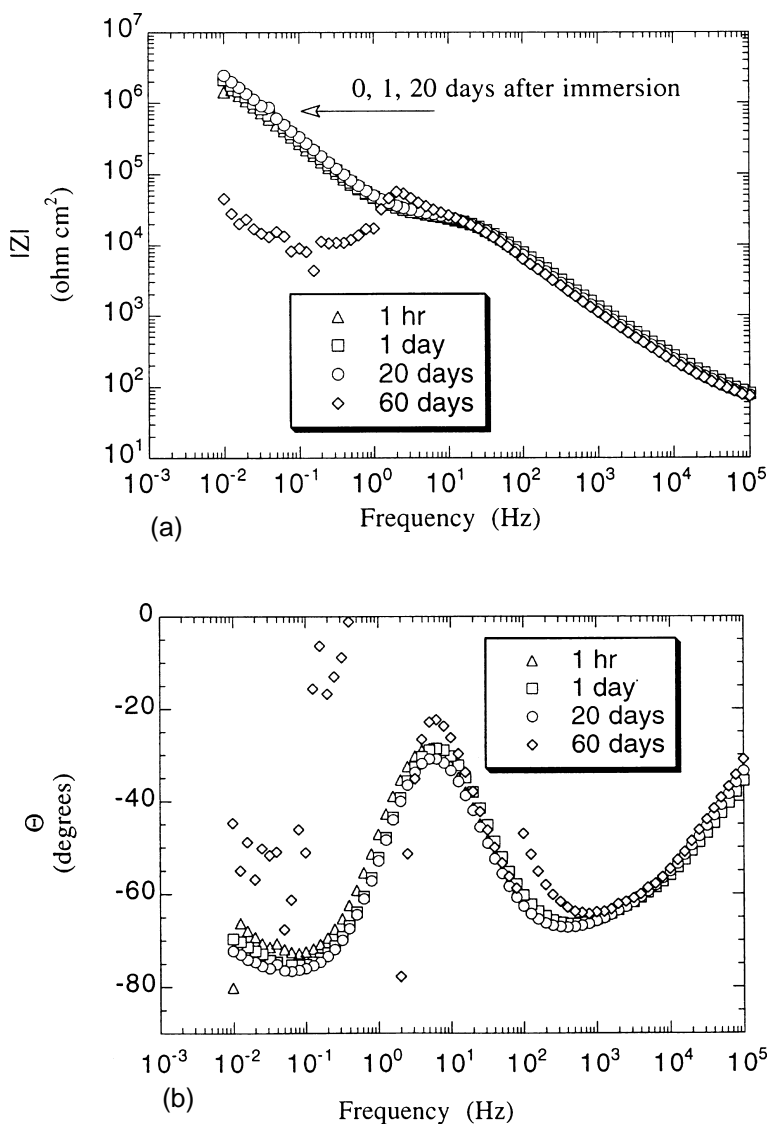 10^7
10^6
10^5
10^4
10^3
10^2
10^1
|Z|
(ohm cm^2)
0, 1, 20 days after immersion
1 hr
1 day
20 days
60 days
10^-3 10^-2 10^-1 10^0 10^1 10^2 10^3 10^4 10^5
(a)
Frequency (Hz)
0
-20
-40
-60
-80
Θ
(degrees)
1 hr
1 day
20 days
60 days
10^-3 10^-2 10^-1 10^0 10^1 10^2 10^3 10^4 10^5
(b)
Frequency (Hz)